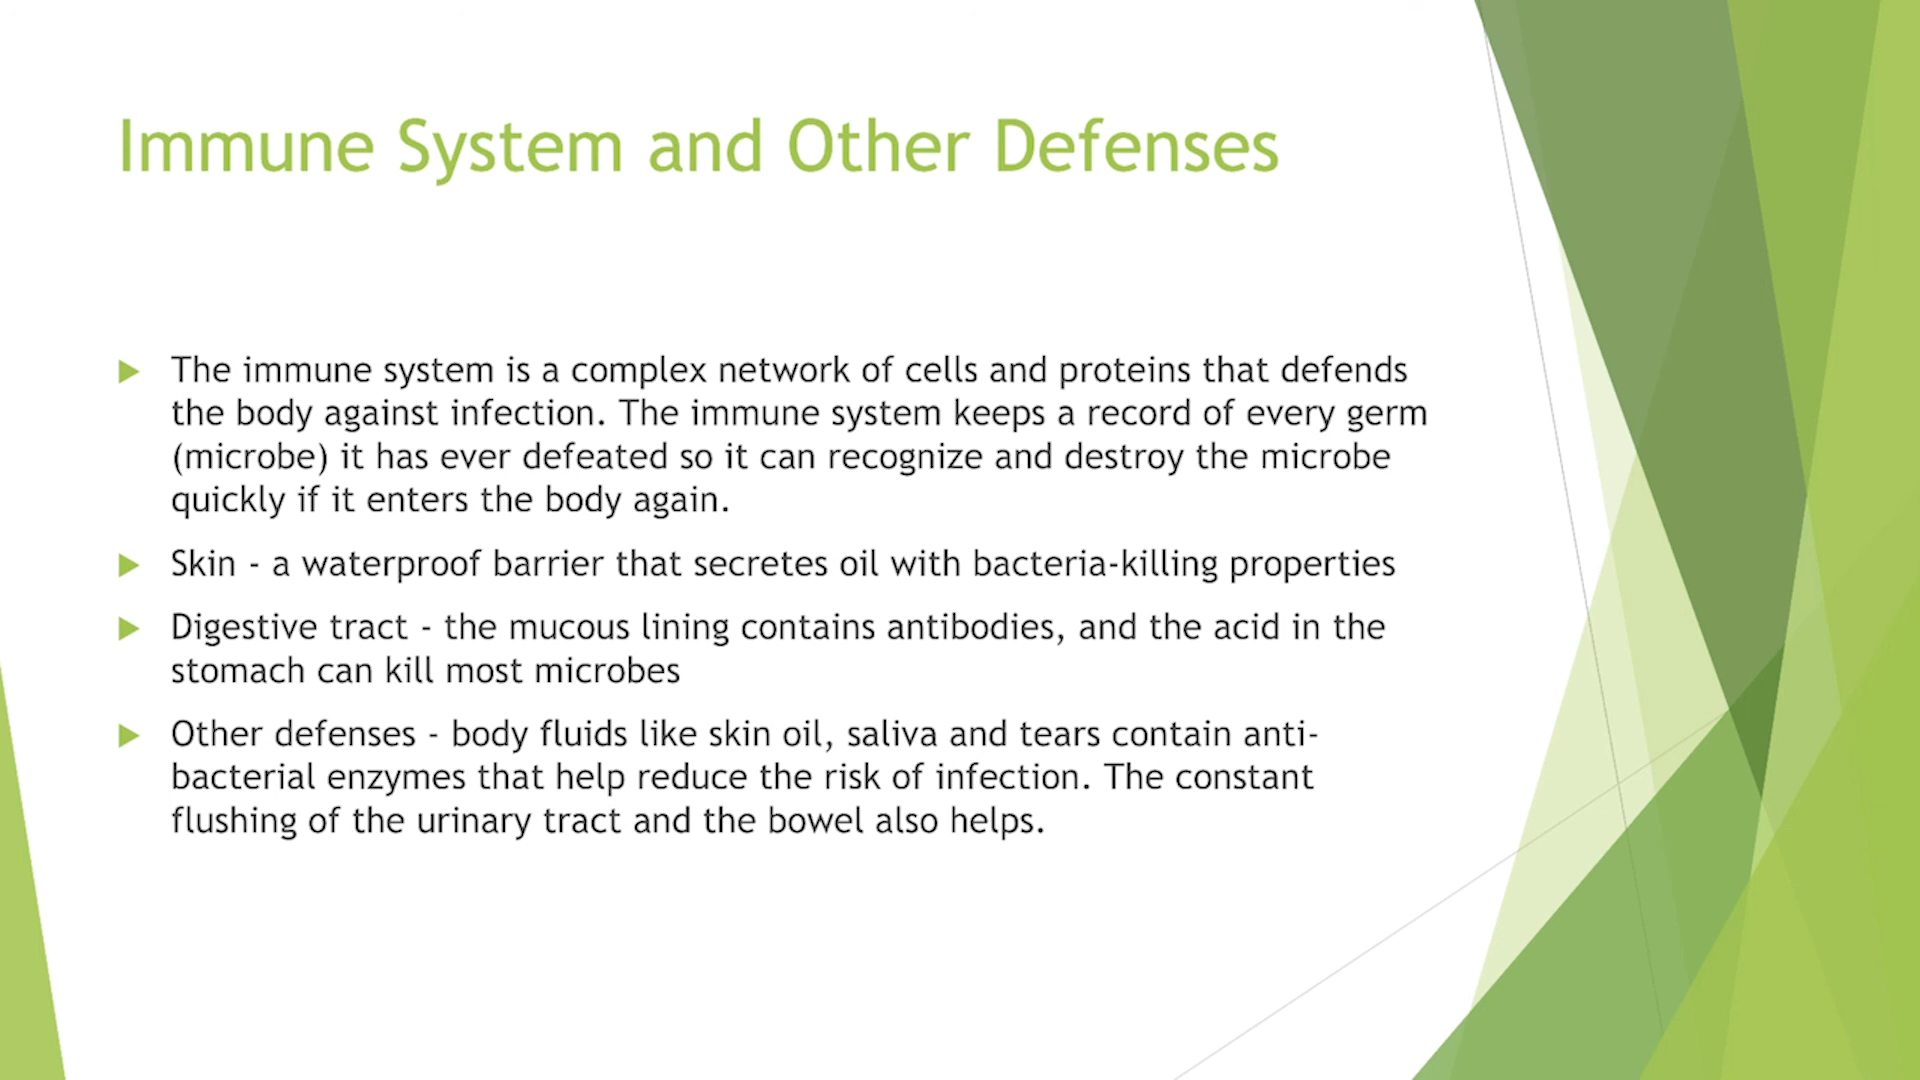 Immune System and Other Defenses
The immune system is a complex network of cells and proteins that defends
the body against infection. The immune system keeps a record of every germ
(microbe) it has ever defeated so it can recognize and destroy the microbe
quickly if it enters the body again.
Skin - a waterproof barrier that secretes oil with bacteria-killing properties
Digestive tract - the mucous lining contains antibodies, and the acid in the
stomach can kill most microbes
Other defenses - body fluids like skin oil, saliva and tears contain anti-
bacterial enzymes that help reduce the risk of infection. The constant
flushing of the urinary tract and the bowel also helps.